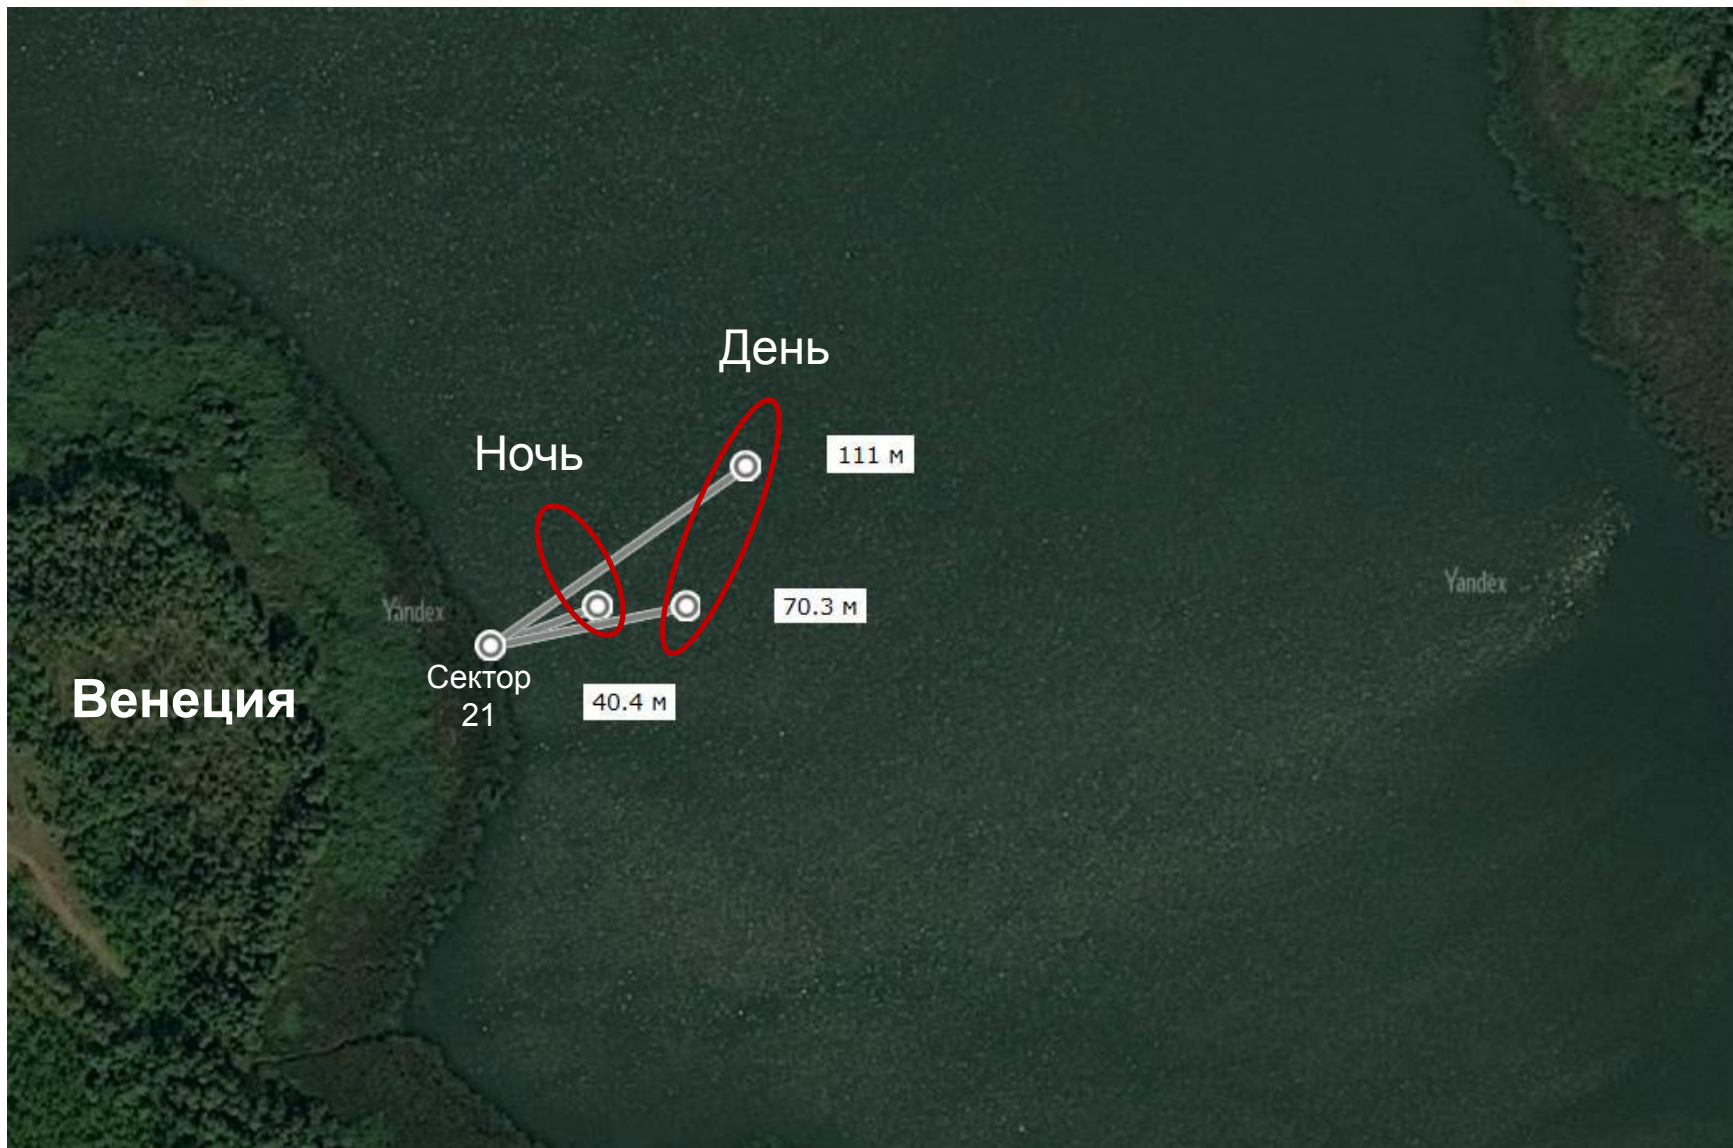 День
Ночь
111 м
Yandex
Yandex
70.3 м
Сектор
21
Венеция
40.4 м